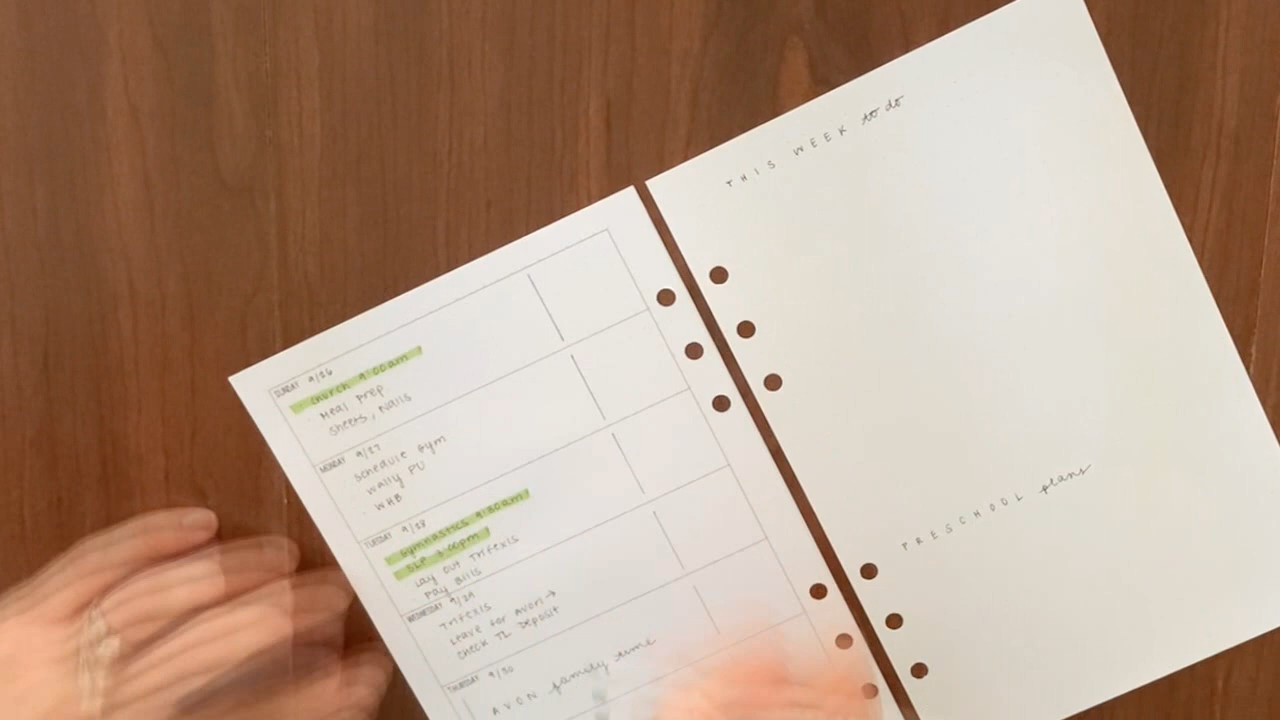 THIS WEEK to do
SUNDAY 9/26
· Church 9:00am!
· Meal Prep
· Sheets, Nails
MONDAY 9/27
· Schedule Gym
· Wally PU
· WHB
TUESDAY 9/28
· Gymnastics 9:30am!
· SLP 3:00pm!
· Lay Out Trifexis
· Pay Bills
WEDNESDAY 9/29
· Trifexis
· Leave for Avon →
· Check TL Deposit
THURSDAY 9/30
AVON family time
PRESCHOOL plans